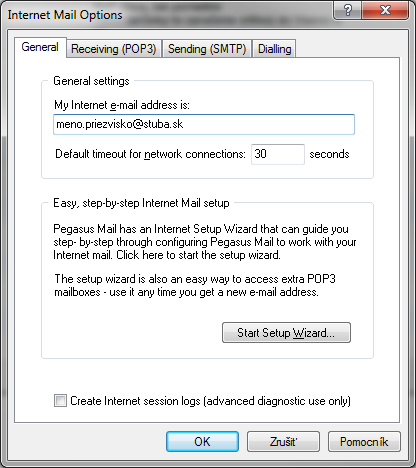 Internet Mail Options
General Receiving (POP3) Sending (SMTP) Dialling
General settings
My Internet e-mail address is:
meno.priezvisko@stuba.sk
Default timeout for network connections: 30 seconds
Easy, step-by-step Internet Mail setup
Pegasus Mail has an Internet Setup Wizard that can guide
you step- by-step through configuring Pegasus Mail to work with your
Internet mail. Click here to start the setup wizard.
The setup wizard is also an easy way to access extra POP3
mailboxes - use it any time you get a new e-mail address.
Start Setup Wizard...
Create Internet session logs (advanced diagnostic use only)
OK Zrušiť Pomocník